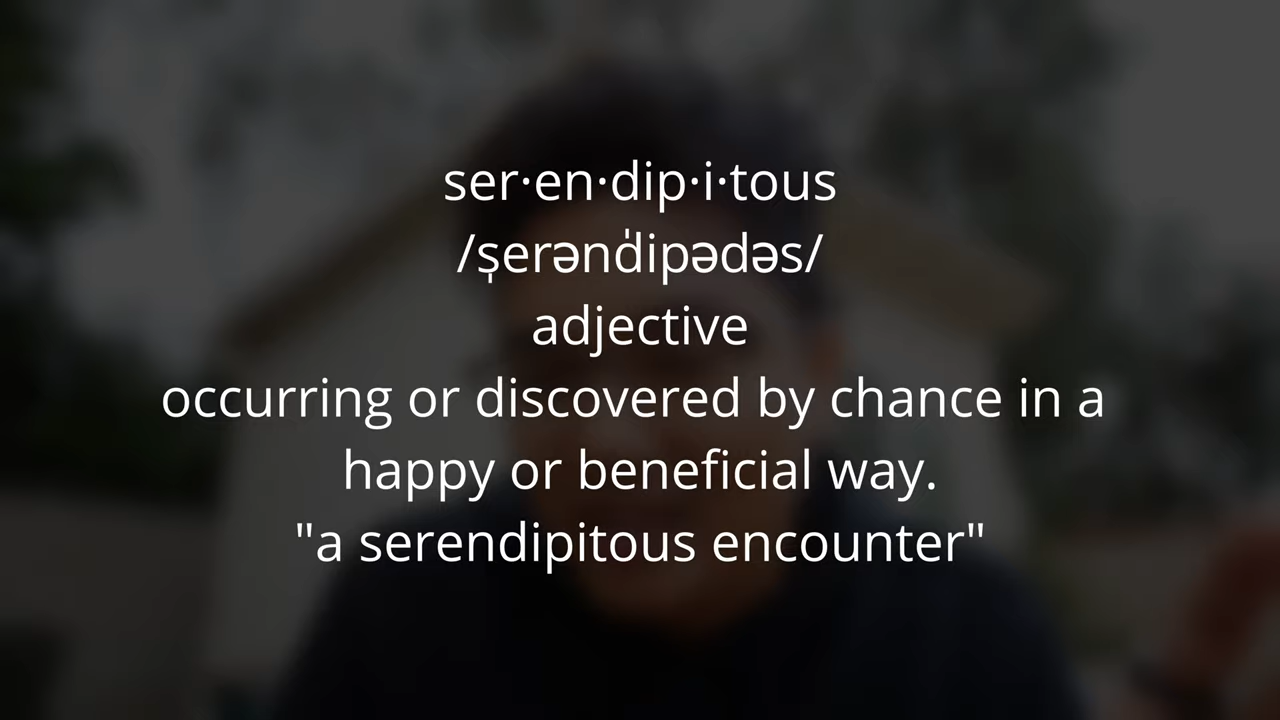 ser·en·dip·i·tous
/ˌserənˈdipədəs/
adjective
occurring or discovered by chance in a
happy or beneficial way.
"a serendipitous encounter"